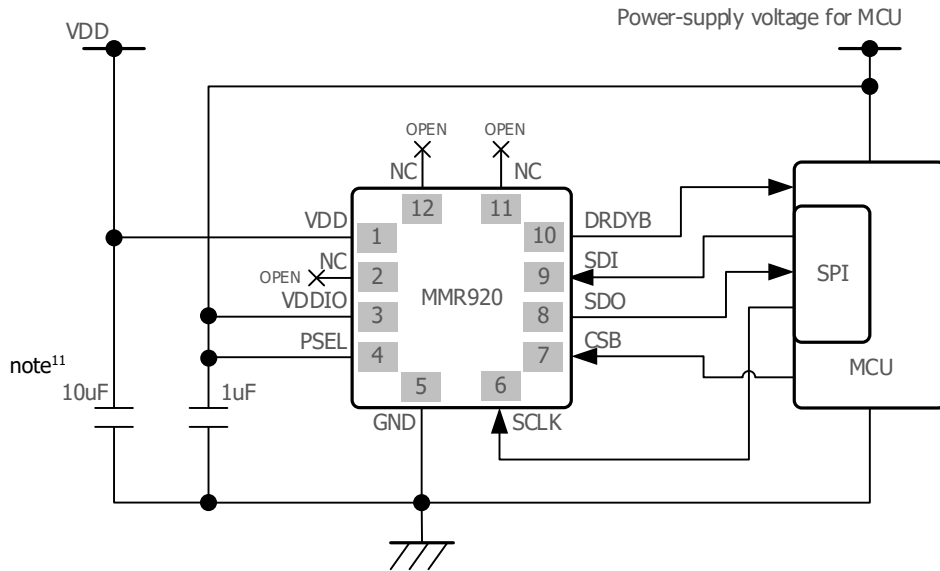 Power-supply voltage for MCU
VDD
OPEN
OPEN
NC
NC
VDD
12
11
DRDYB
1
10
NC
SDI
OPEN
2
9
SPI
MMR920
VDDIO
SDO
3
8
PSEL
CSB
4
7
MCU
note11
10uF
1uF
5
6
GND
SCLK